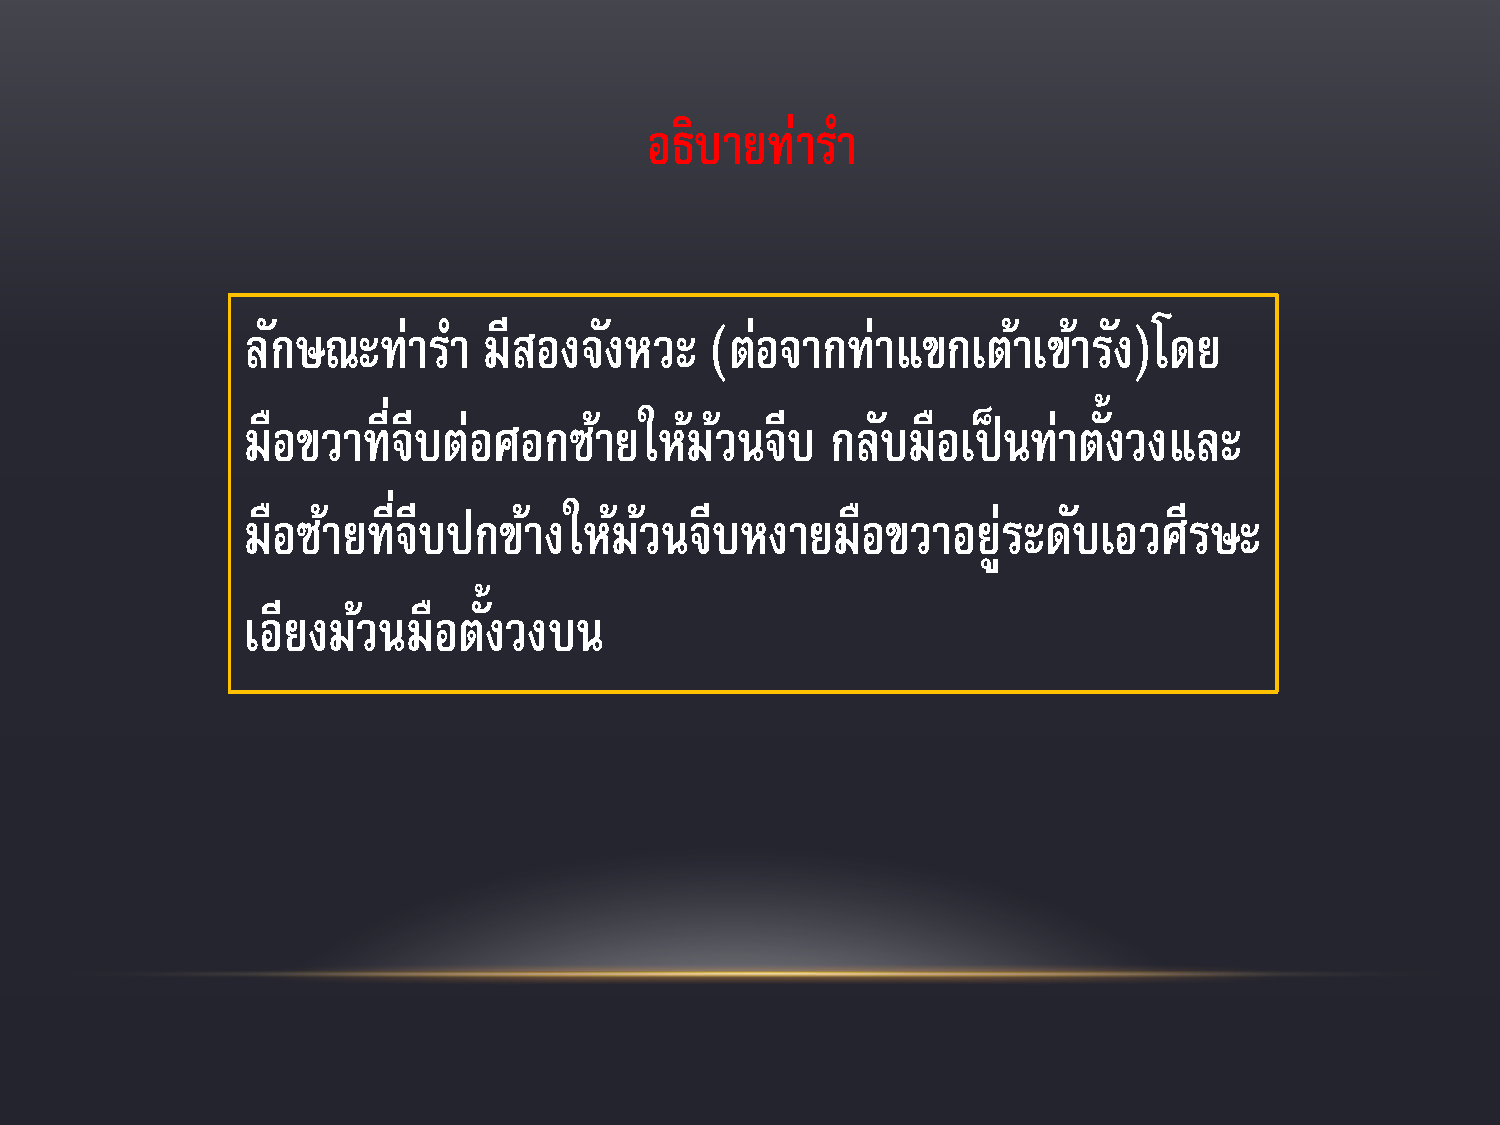 อธิบายท่ารำ
ลักษณะท่ารำ มีสองจังหวะ (ต่อจากท่าแขกเต้าเข้ารัง)โดย
มือขวาที่จีบต่อศอกซ้ายให้ม้วนจีบ กลับมือเป็นท่าตั้งวงและ
มือซ้ายที่จีบปกข้างให้ม้วนจีบหงายมือขวาอยู่ระดับเอวศีรษะ
เอียงม้วนมือตั้งวงบน